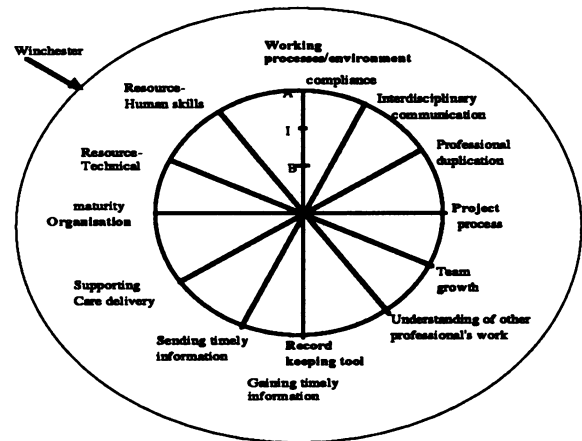 Winchester
Working
processes/environment
compliance
A
I
B
Interdisciplinary
communication
Professional
duplication
Project
process
Team
growth
Understanding of other
professional's work
Record
keeping tool
Gaining timely
information
Sending timely
information
Supporting
Care delivery
maturity
Organisation
Resource-
Technical
Resource-
Human skills